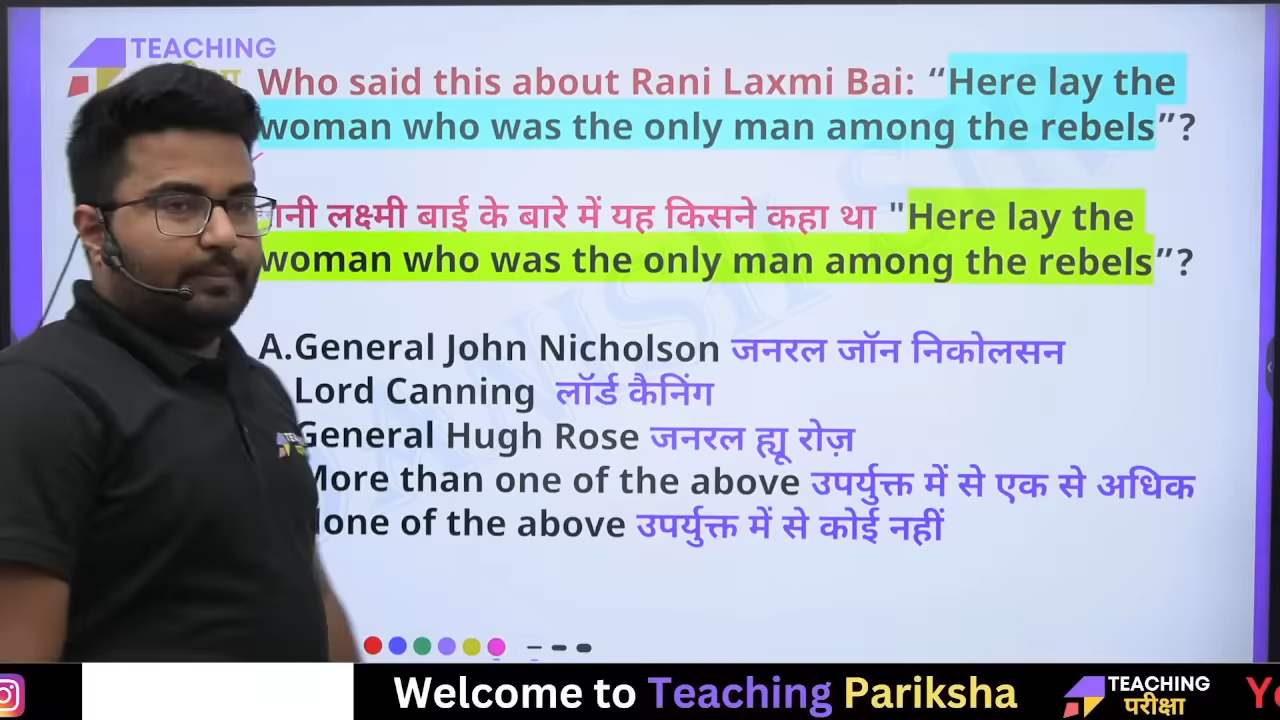 TEACHING
Who said this about Rani Laxmi Bai: “Here lay the
woman who was the only man among the rebels”?
लक्ष्मी बाई के बारे में यह किसने कहा था "Here lay the
woman who was the only man among the rebels”?
A.General John Nicholson जनरल जॉन निकोलसन
Lord Canning लॉर्ड कैनिंग
General Hugh Rose जनरल ह्यू रोज़
More than one of the above उपर्युक्त में से एक से अधिक
None of the above उपर्युक्त में से कोई नहीं
Welcome to Teaching Pariksha
TEACHING
परीक्षा